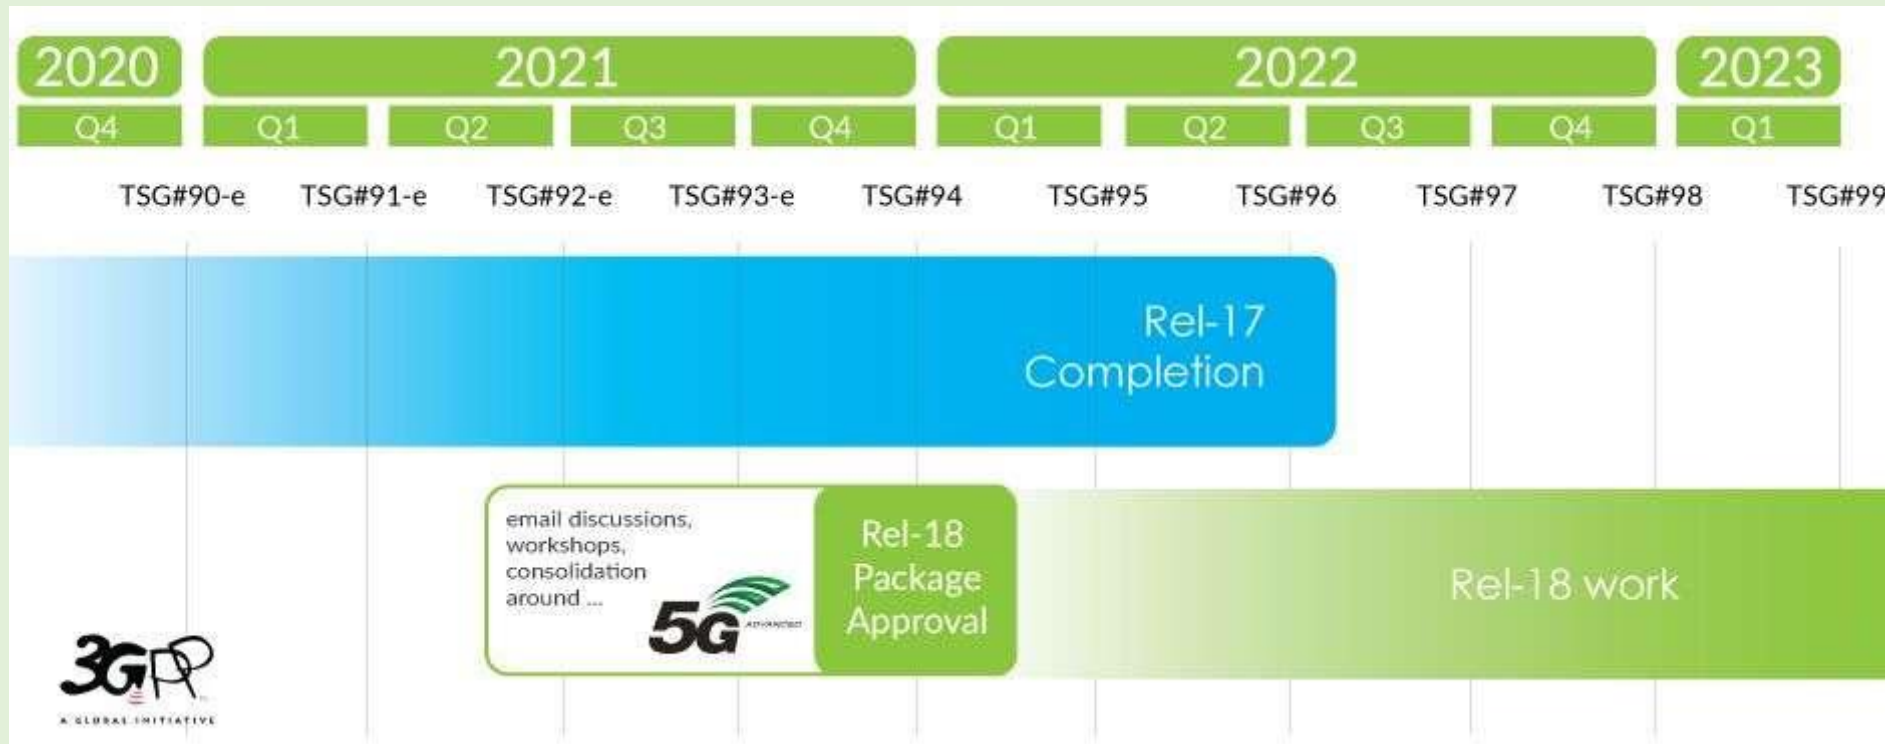 2020 2021 2022 2023
Q4 Q1 Q2 Q3 Q4 Q1 Q2 Q3 Q4 Q1
TSG#90-e TSG#91-e TSG#92-e TSG#93-e TSG#94 TSG#95 TSG#96 TSG#97 TSG#98 TSG#99
Rel-17
Completion
email discussions,
workshops,
consolidation
around ...
5G ADVANCED
Rel-18
Package
Approval
Rel-18 work
3GPP
A GLOBAL INITIATIVE